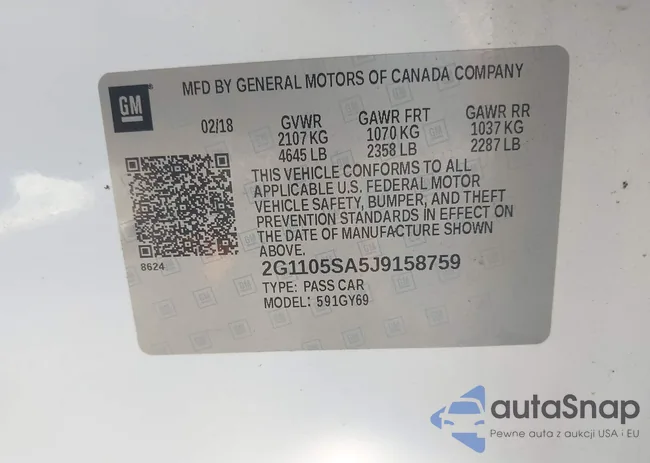 GM
MFD BY GENERAL MOTORS OF CANADA COMPANY
02/18 GVWR GAWR FRT GAWR RR
2107 KG 1070 KG 1037 KG
4645 LB 2358 LB 2287 LB
THIS VEHICLE CONFORMS TO ALL
APPLICABLE U.S. FEDERAL MOTOR
VEHICLE SAFETY, BUMPER, AND THEFT
PREVENTION STANDARDS IN EFFECT ON
THE DATE OF MANUFACTURE SHOWN
ABOVE.
8624
2G1105SA5J9158759
TYPE: PASS CAR
MODEL: 591GY69
autaSnap
Pewne auta z aukcji USA i EU